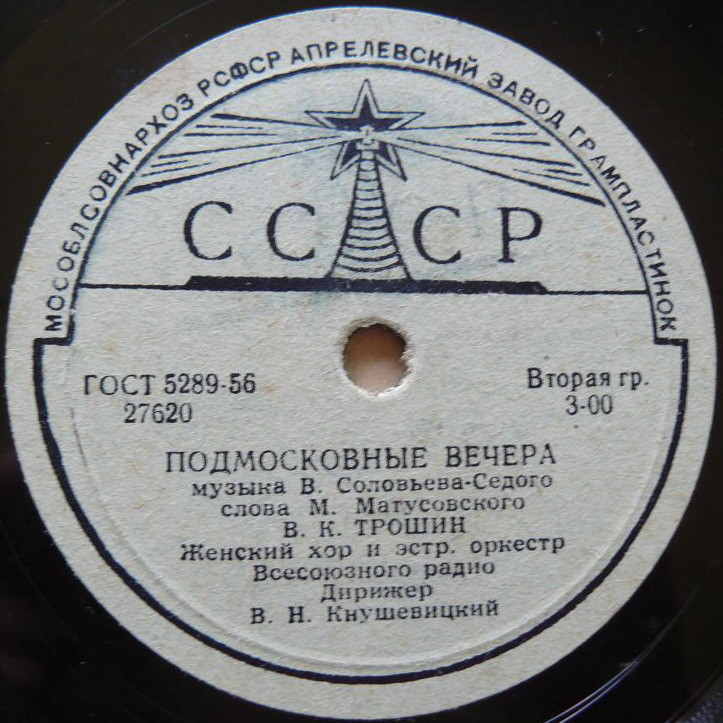 МОСОБЛСОВНАРХОЗ РСФСР АПРЕЛЕВСКИЙ ЗАВОД ГРАМПЛАСТИНОК
СССР
ГОСТ 5289-56
27620
Вторая гр.
3-00
ПОДМОСКОВНЫЕ ВЕЧЕРА
музыка В. Соловьева-Седого
слова М. Матусовского
В. К. ТРОШИН
Женский хор и эстр. оркестр
Всесоюзного радио
Дирижер
В. Н. Кнушевицкий